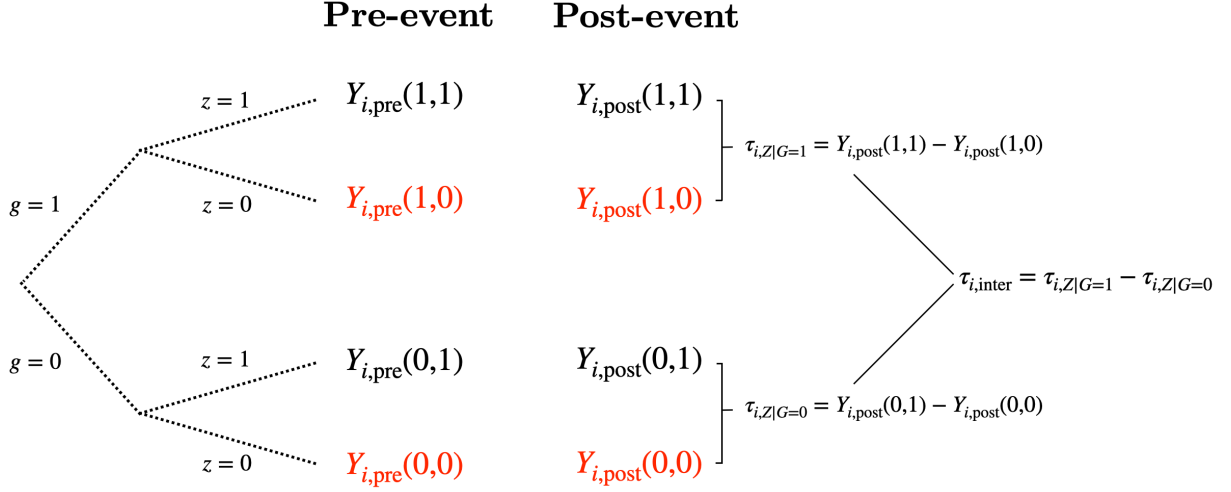 Pre-event Post-event
z = 1 Y_{i,pre}(1,1) Y_{i,post}(1,1)
τ_{i,Z|G=1} = Y_{i,post}(1,1) − Y_{i,post}(1,0)
g = 1 z = 0 Y_{i,pre}(1,0) Y_{i,post}(1,0)
τ_{i,inter} = τ_{i,Z|G=1} − τ_{i,Z|G=0}
g = 0 z = 1 Y_{i,pre}(0,1) Y_{i,post}(0,1)
τ_{i,Z|G=0} = Y_{i,post}(0,1) − Y_{i,post}(0,0)
z = 0 Y_{i,pre}(0,0) Y_{i,post}(0,0)